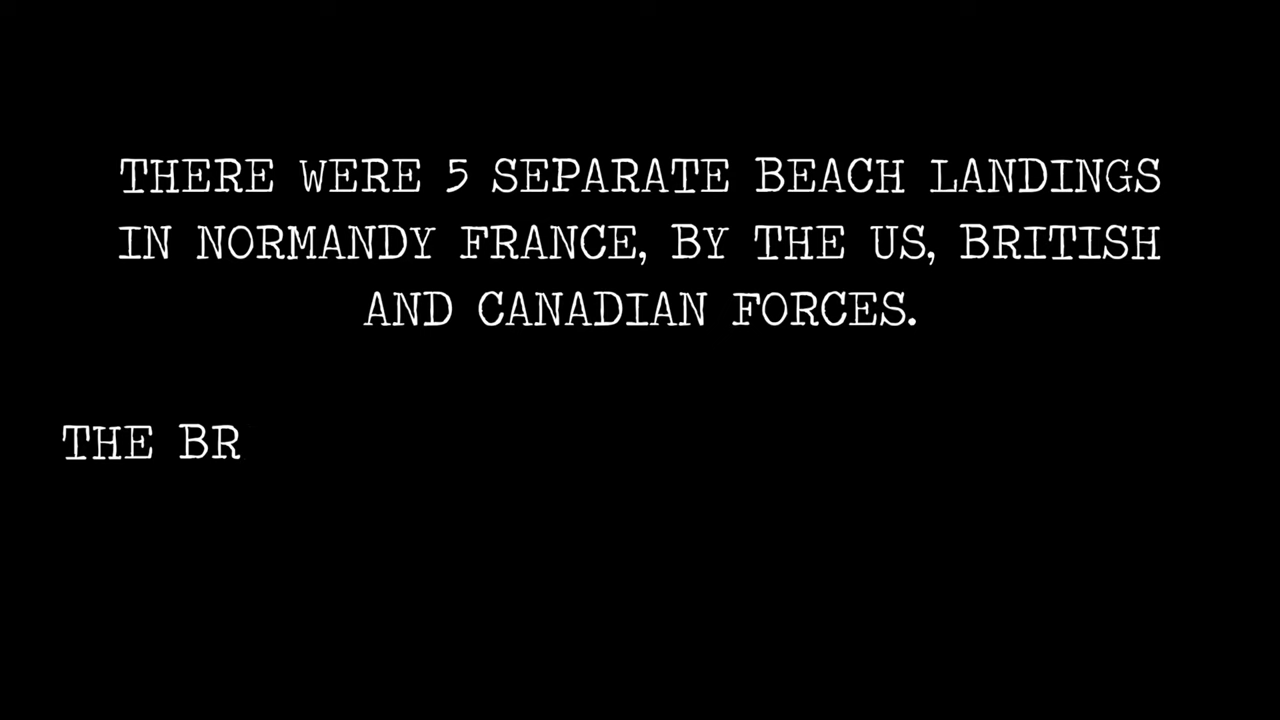 THERE WERE 5 SEPARATE BEACH LANDINGS
IN NORMANDY FRANCE, BY THE US, BRITISH
AND CANADIAN FORCES.
THE BR